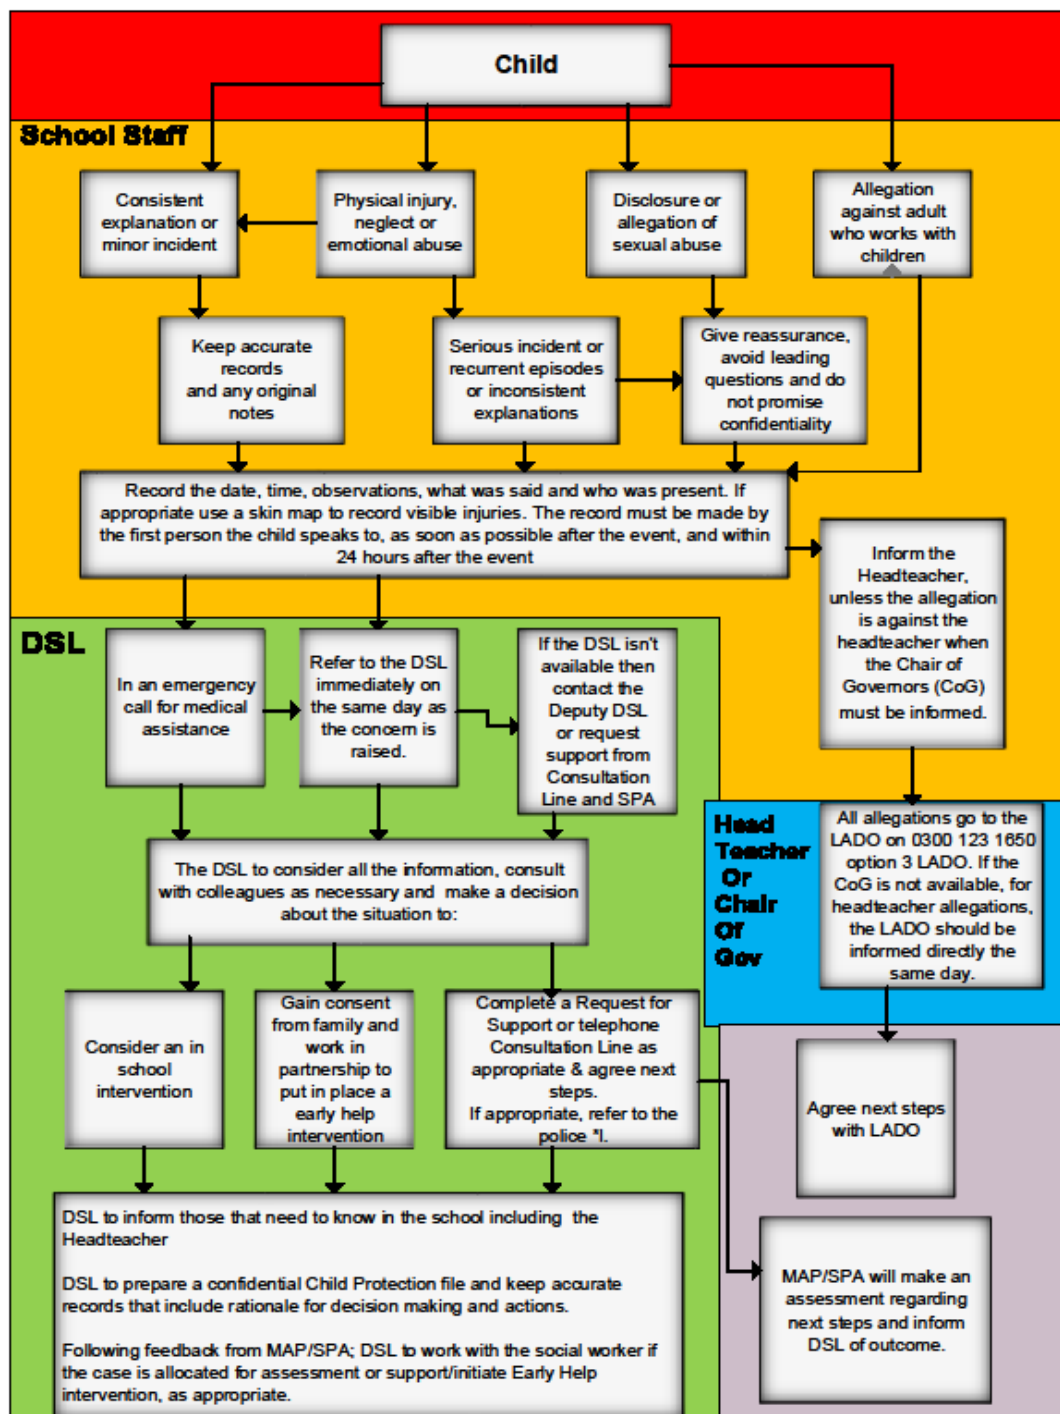 Child
School Staff
Consistent
explanation or
minor incident
Physical injury,
neglect or
emotional abuse
Disclosure or
allegation of
sexual abuse
Allegation
against adult
who works with
children
Keep accurate
records
and any original
notes
Serious incident or
recurrent episodes
or inconsistent
explanations
Give reassurance,
avoid leading
questions and do
not promise
confidentiality
Record the date, time, observations, what was said and who was present. If
appropriate use a skin map to record visible injuries. The record must be made by
the first person the child speaks to, as soon as possible after the event, and within
24 hours after the event
Inform the
Headteacher,
unless the allegation
is against the
headteacher when
the Chair of
Governors (CoG)
must be informed.
DSL
In an emergency
call for medical
assistance
Refer to the DSL
immediately on
the same day as
the concern is
raised.
If the DSL isn't
available then
contact the
Deputy DSL
or request
support from
Consultation
Line and SPA
Head
Teacher
Or
Chair
Of
Gov
All allegations go to the
LADO on 0300 123 1650
option 3 LADO. If the
CoG is not available, for
headteacher allegations,
the LADO should be
informed directly the
same day.
The DSL to consider all the information, consult
with colleagues as necessary and make a decision
about the situation to:
Consider an in
school
intervention
Gain consent
from family and
work in
partnership to
put in place a
early help
intervention
Complete a Request for
Support or telephone
Consultation Line as
appropriate & agree next
steps.
If appropriate, refer to the
police *I.
Agree next steps
with LADO
DSL to inform those that need to know in the school including the
Headteacher
DSL to prepare a confidential Child Protection file and keep accurate
records that include rationale for decision making and actions.
Following feedback from MAP/SPA; DSL to work with the social worker if
the case is allocated for assessment or support/initiate Early Help
intervention, as appropriate.
MAP/SPA will make an
assessment regarding
next steps and inform
DSL of outcome.